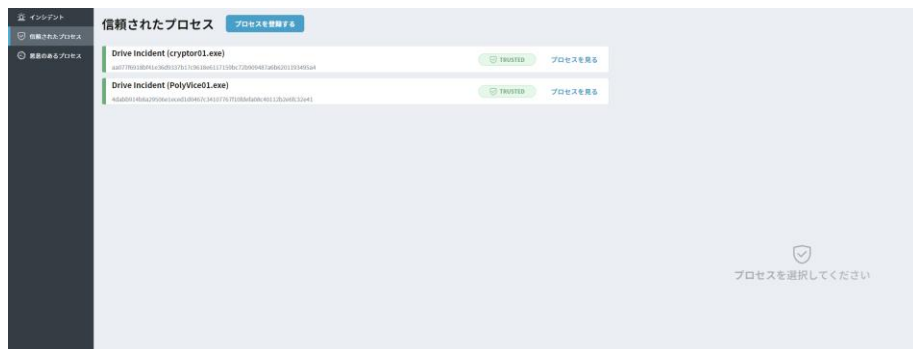 インシデント
信頼されたプロセス
悪意のあるプロセス
信頼されたプロセス
プロセスを登録する
Drive Incident (cryptor01.exe)
TRUSTED
プロセスを見る
Drive Incident (PolyVice01.exe)
TRUSTED
プロセスを見る
プロセスを選択してください